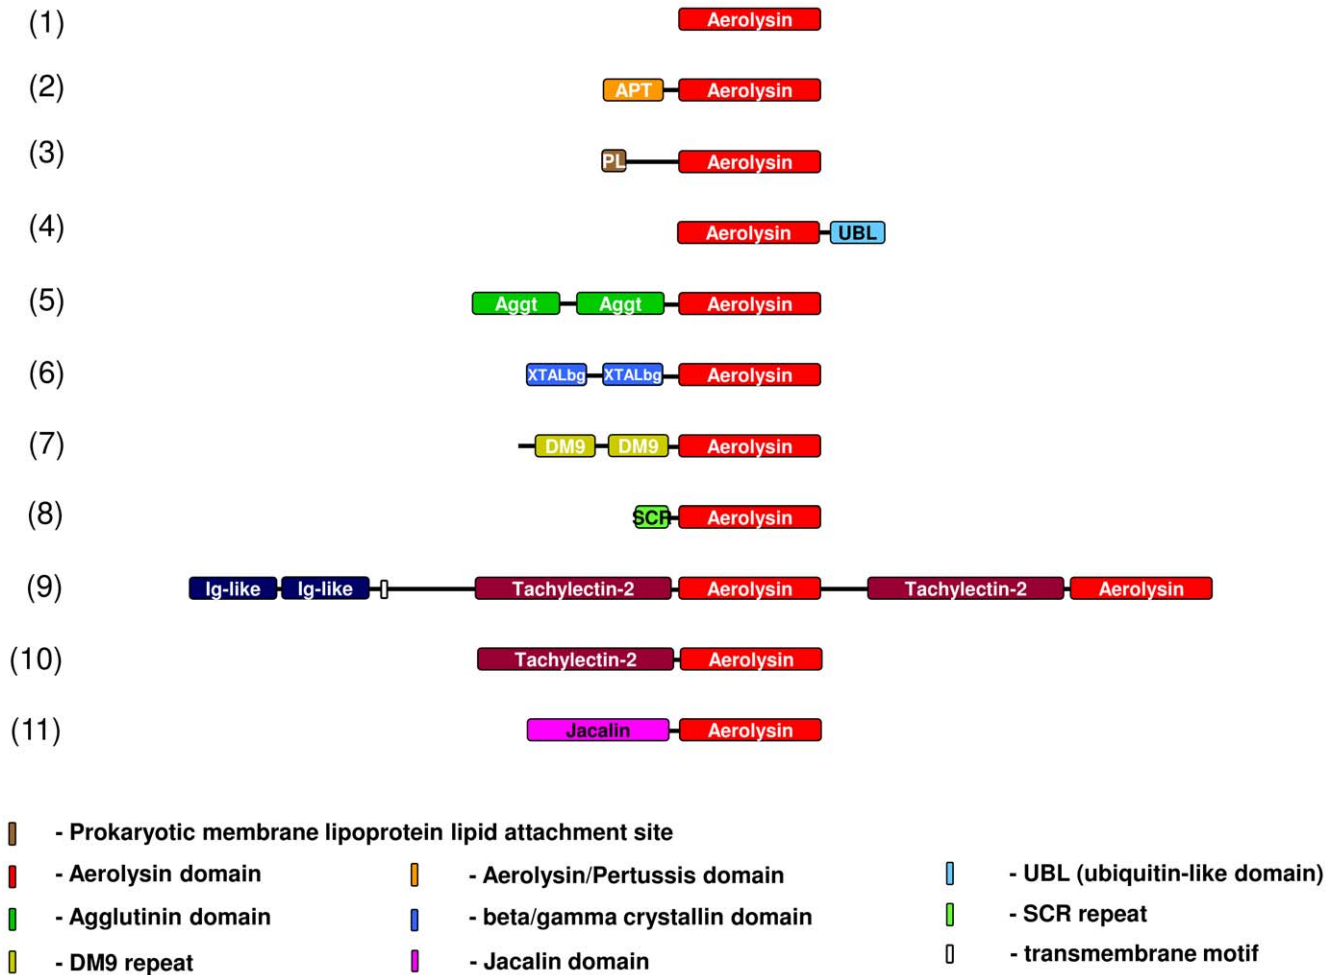 (1) Aerolysin
(2) APT Aerolysin
(3) PL Aerolysin
(4) Aerolysin UBL
(5) Aggt Aggt Aerolysin
(6) XTALbg XTALbg Aerolysin
(7) DM9 DM9 Aerolysin
(8) SCR Aerolysin
(9) Ig-like Ig-like Tachylectin-2 Aerolysin Tachylectin-2 Aerolysin
(10) Tachylectin-2 Aerolysin
(11) Jacalin Aerolysin
- Prokaryotic membrane lipoprotein lipid attachment site
- Aerolysin domain - Aerolysin/Pertussis domain - UBL (ubiquitin-like domain)
- Agglutinin domain - beta/gamma crystallin domain - SCR repeat
- DM9 repeat - Jacalin domain - transmembrane motif